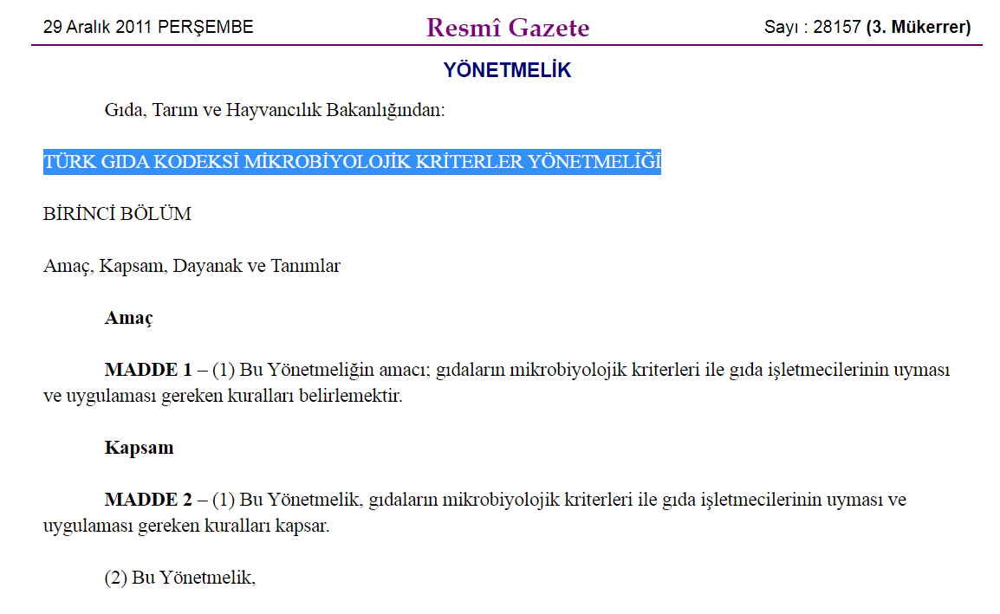 29 Aralık 2011 PERŞEMBE
Resmî Gazete
Sayı : 28157 (3. Mükerrer)
YÖNETMELİK
Gıda, Tarım ve Hayvancılık Bakanlığından:
TÜRK GIDA KODEKSİ MİKROBİYOLOJİK KRİTERLER YÖNETMELİĞİ
BİRİNCİ BÖLÜM
Amaç, Kapsam, Dayanak ve Tanımlar
Amaç
MADDE 1 – (1) Bu Yönetmeliğin amacı; gıdaların mikrobiyolojik kriterleri ile gıda işletmecilerinin uyması
ve uygulaması gereken kuralları belirlemektir.
Kapsam
MADDE 2 – (1) Bu Yönetmelik, gıdaların mikrobiyolojik kriterleri ile gıda işletmecilerinin uyması ve
uygulaması gereken kuralları kapsar.
(2) Bu Yönetmelik,